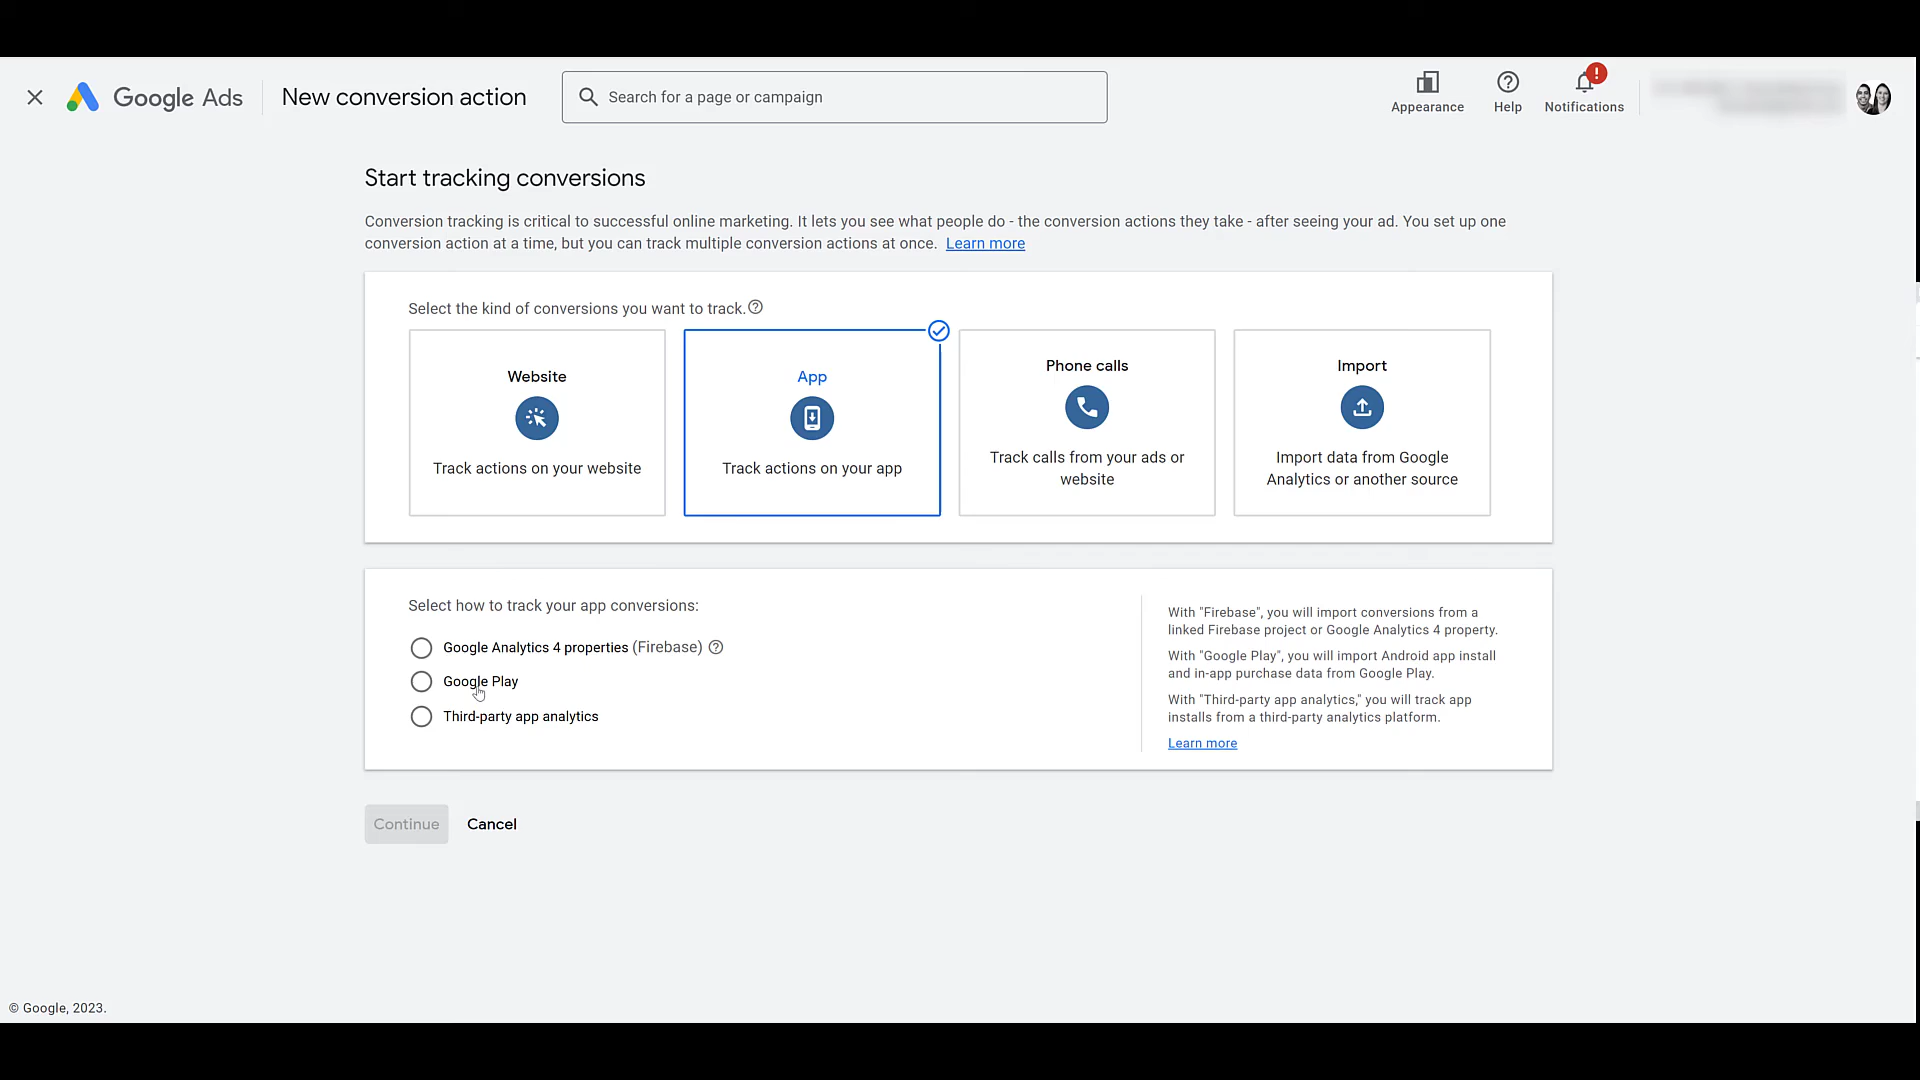 Google Ads
New conversion action
Search for a page or campaign
Appearance
Help
!
Notifications
Start tracking conversions
Conversion tracking is critical to successful online marketing. It lets you see what people do - the conversion actions they take - after seeing your ad. You set up one
conversion action at a time, but you can track multiple conversion actions at once. Learn more
Select the kind of conversions you want to track.
Website
Track actions on your website
App
Track actions on your app
Phone calls
Track calls from your ads or
website
Import
Import data from Google
Analytics or another source
Select how to track your app conversions:
Google Analytics 4 properties (Firebase)
Google Play
Third-party app analytics
With "Firebase", you will import conversions from a
linked Firebase project or Google Analytics 4 property.
With "Google Play", you will import Android app install
and in-app purchase data from Google Play.
With "Third-party app analytics," you will track app
installs from a third-party analytics platform.
Learn more
Continue
Cancel
© Google, 2023.